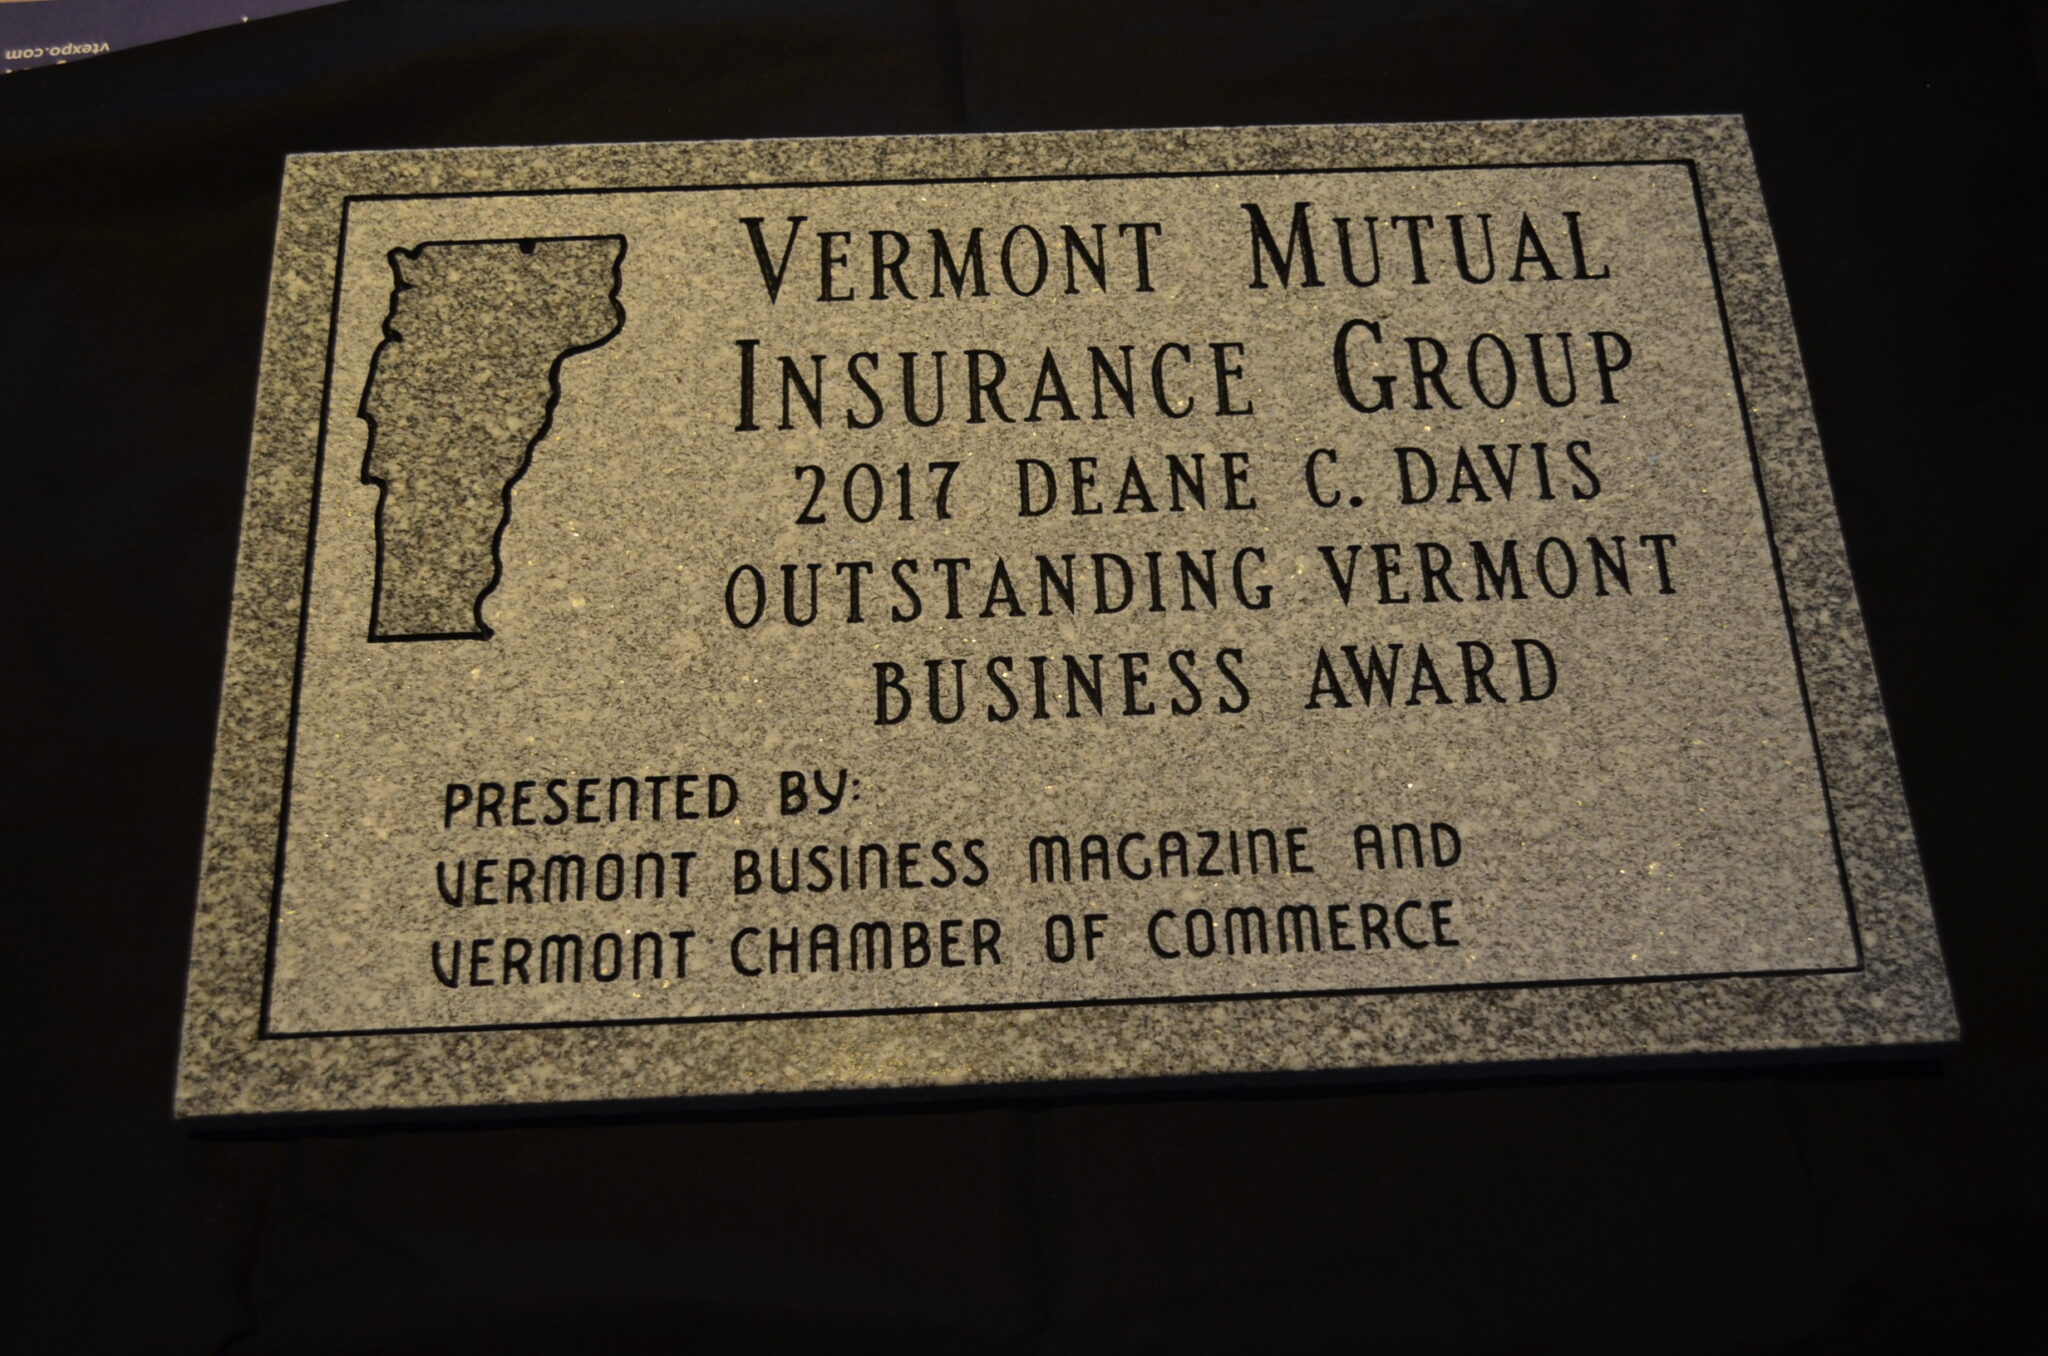 vtexpo.com
VERMONT MUTUAL
INSURANCE GROUP
2017 DEANE C. DAVIS
OUTSTANDING VERMONT
BUSINESS AWARD
PRESENTED BY:
VERMONT BUSINESS MAGAZINE AND
VERMONT CHAMBER OF COMMERCE